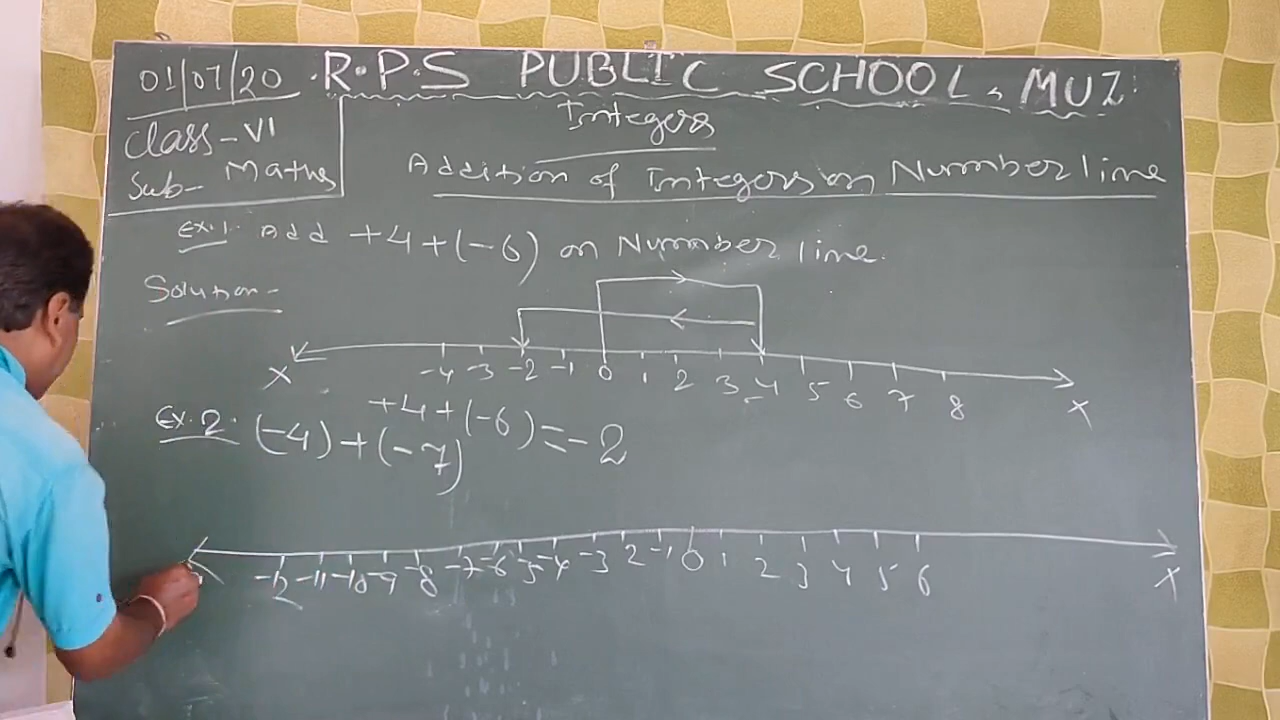 01/07/20 R.P.S PUBLIC SCHOOL, MUZ:
Class - VI
Sub - Maths
Integers
Addition of Integers on Number line
Ex.1. Add +4+(-6) on Number line.
Solution -
X -4 -3 -2 -1 0 1 2 3 4 5 6 7 8 X
+4+(-6) = -2
Ex.2. (-4)+(-7)
-12 -11 -10 -9 -8 -7 -6 -5 -4 -3 -2 -1 0 1 2 3 4 5 6 X